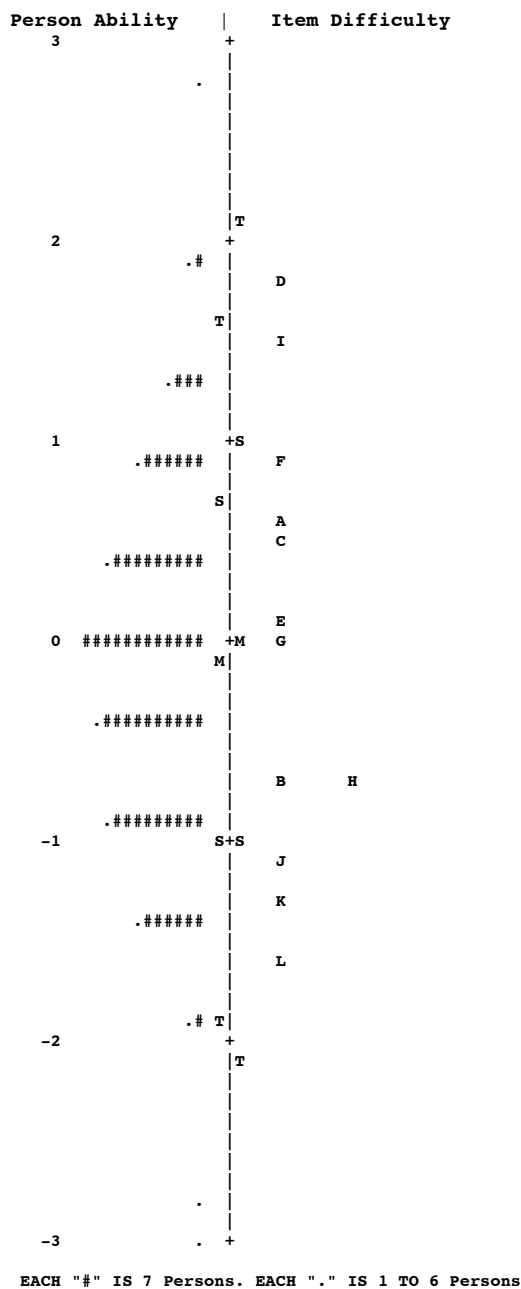 Person Ability | Item Difficulty
3 +
|
. |
|
|
|
|
|
|
|T
2 +
.# |
| D
|
T|
| I
|
.### |
|
|
1 +S
.###### | F
|
S|
| A
| C
.######### |
|
|
| E
0 ############ +M G
M|
|
|
.########## |
|
|
| B H
|
.######### |
-1 S+S
| J
|
| K
.###### |
|
| L
|
|
.# T|
-2 +
|T
|
|
|
|
|
|
. |
|
-3 . +
EACH "#" IS 7 Persons. EACH "." IS 1 TO 6 Persons